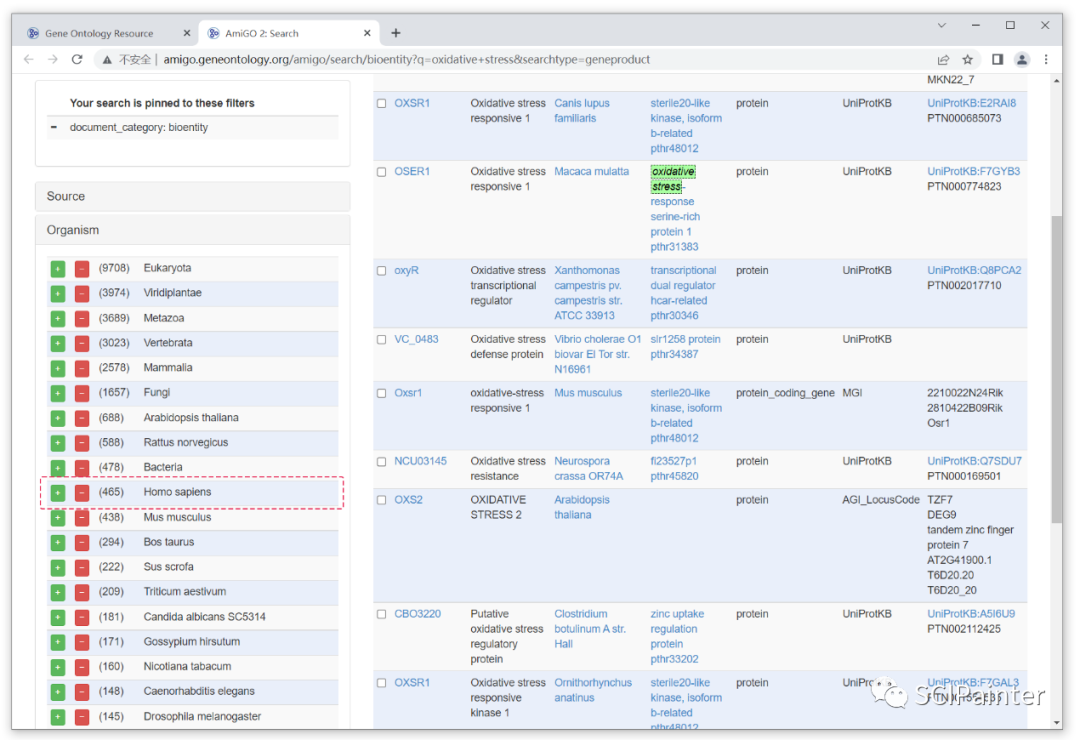 Gene Ontology Resource
AmiGO 2: Search
不安全 | amigo.geneontology.org/amigo/search/bioentity?q=oxidative+stress&searchtype=geneproduct
Your search is pinned to these filters
document_category: bioentity
Source
Organism
(9708) Eukaryota
(3974) Viridiplantae
(3689) Metazoa
(3023) Vertebrata
(2578) Mammalia
(1657) Fungi
(688) Arabidopsis thaliana
(588) Rattus norvegicus
(478) Bacteria
(465) Homo sapiens
(438) Mus musculus
(294) Bos taurus
(222) Sus scrofa
(209) Triticum aestivum
(181) Candida albicans SC5314
(171) Gossypium hirsutum
(160) Nicotiana tabacum
(148) Caenorhabditis elegans
(145) Drosophila melanogaster
MKN22_7
OXSR1
Oxidative stress
responsive 1
Canis lupus
familiaris
sterile20-like
kinase, isoform
b-related
pthr48012
protein
UniProtKB
UniProtKB:E2RAI8
PTN000685073
OSER1
Oxidative stress
responsive 1
Macaca mulatta
oxidative
stress-
response
serine-rich
protein 1
pthr31383
protein
UniProtKB
UniProtKB:F7GYB3
PTN000774823
oxyR
Oxidative stress
transcriptional
regulator
Xanthomonas
campestris pv.
campestris str.
ATCC 33913
transcriptional
dual regulator
hcar-related
pthr30346
protein
UniProtKB
UniProtKB:Q8PCA2
PTN002017710
VC_0483
Oxidative stress
defense protein
Vibrio cholerae O1
biovar El Tor str.
N16961
slr1258 protein
pthr34387
protein
UniProtKB
Oxsr1
oxidative-stress
responsive 1
Mus musculus
sterile20-like
kinase, isoform
b-related
pthr48012
protein_coding_gene
MGI
2210022N24Rik
2810422B09Rik
Osr1
NCU03145
Oxidative stress
resistance
Neurospora
crassa OR74A
fi23527p1
pthr45820
protein
UniProtKB
UniProtKB:Q7SDU7
PTN000169501
OXS2
OXIDATIVE
STRESS 2
Arabidopsis
thaliana
protein
AGI_LocusCode
TZF7
DEG9
tandem zinc finger
protein 7
AT2G41900.1
T6D20.20
T6D20_20
CBO3220
Putative
oxidative stress
regulatory
protein
Clostridium
botulinum A str.
Hall
zinc uptake
regulation
protein
pthr33202
protein
UniProtKB
UniProtKB:A5I6U9
PTN002112425
OXSR1
Oxidative stress
responsive
kinase 1
Ornithorhynchus
anatinus
sterile20-like
kinase, isoform
b-related
pthr48012
protein
UniProtKB:F7GAL3
SCIPainter